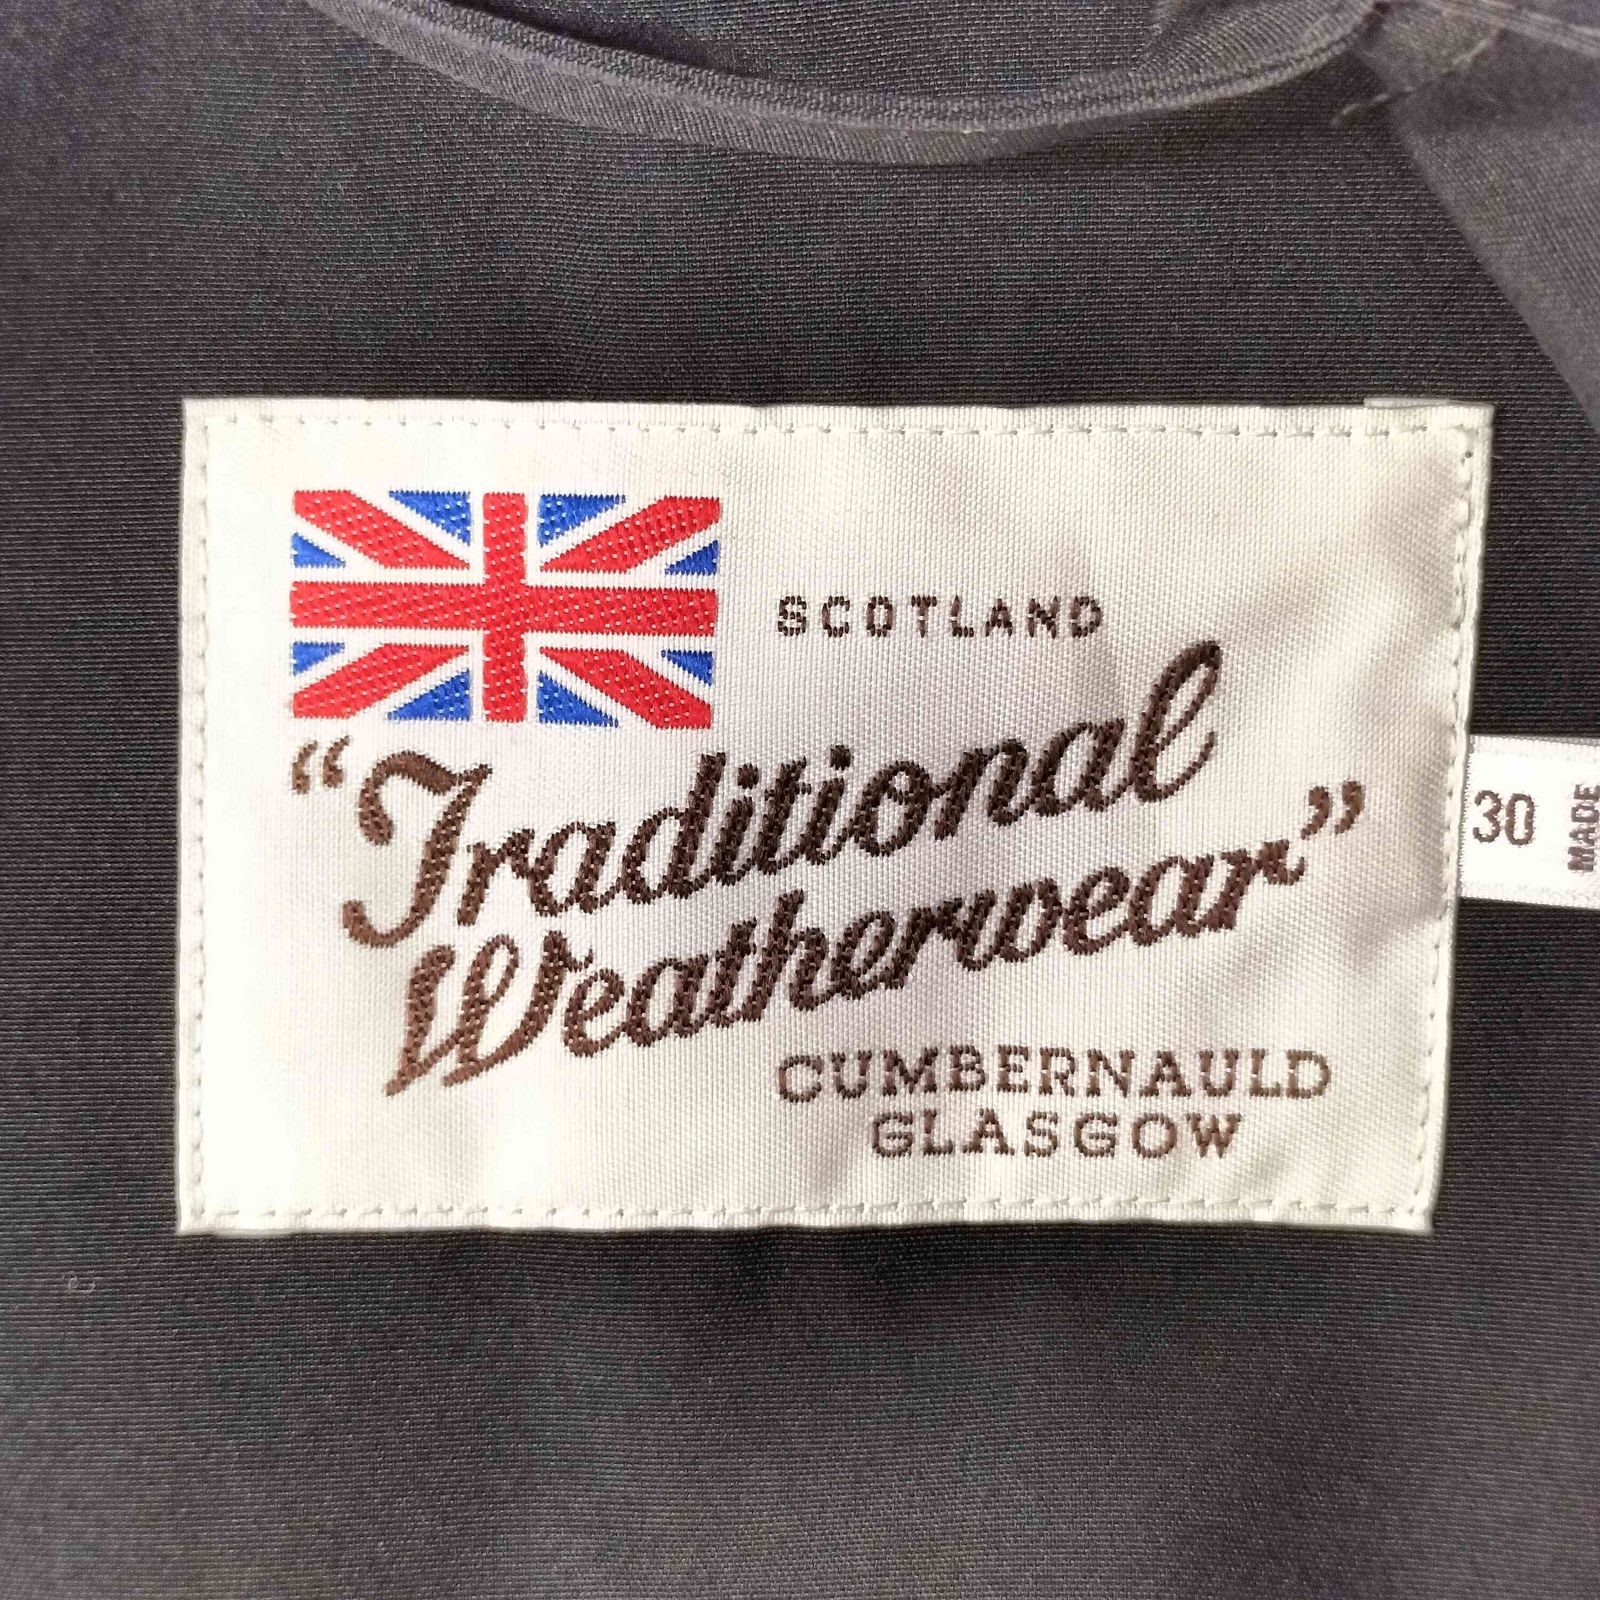 SCOTLAND
“Traditional
Weatherwear”
CUMBERNAULD
GLASGOW
30
MADE